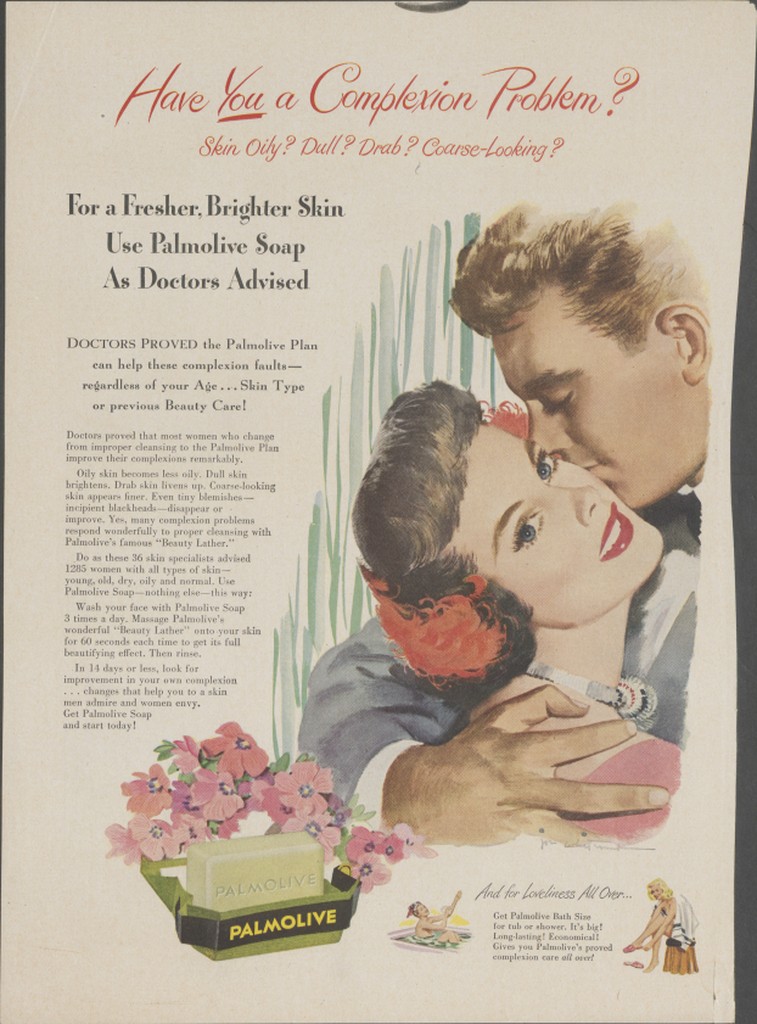 Have You a Complexion Problem?
Skin Oily? Dull? Drab? Coarse-Looking?
For a Fresher, Brighter Skin
Use Palmolive Soap
As Doctors Advised
DOCTORS PROVED the Palmolive Plan
can help these complexion faults—
regardless of your Age . . . Skin Type
or previous Beauty Care!
Doctors proved that most women who change
from improper cleansing to the Palmolive Plan
improve their complexions remarkably.
Oily skin becomes less oily. Dull skin
brightens. Drab skin livens up. Coarse-looking
skin appears finer. Even tiny blemishes—
incipient blackheads—disappear or
improve. Yes, many complexion problems
respond wonderfully to proper cleansing with
Palmolive's famous "Beauty Lather."
Do as these 36 skin specialists advised
1285 women with all types of skin—
young, old, dry, oily and normal. Use
Palmolive Soap—nothing else—this way:
Wash your face with Palmolive Soap
3 times a day. Massage Palmolive's
wonderful "Beauty Lather" onto your skin
for 60 seconds each time to get its full
beautifying effect. Then rinse.
In 14 days or less, look for
improvement in your own complexion
. . . changes that help you to a skin
men admire and women envy.
Get Palmolive Soap
and start today!
PALMOLIVE
PALMOLIVE
And for Loveliness All Over...
Get Palmolive Bath Size
for tub or shower. It's big!
Long-lasting! Economical!
Gives you Palmolive's proved
complexion care all over!